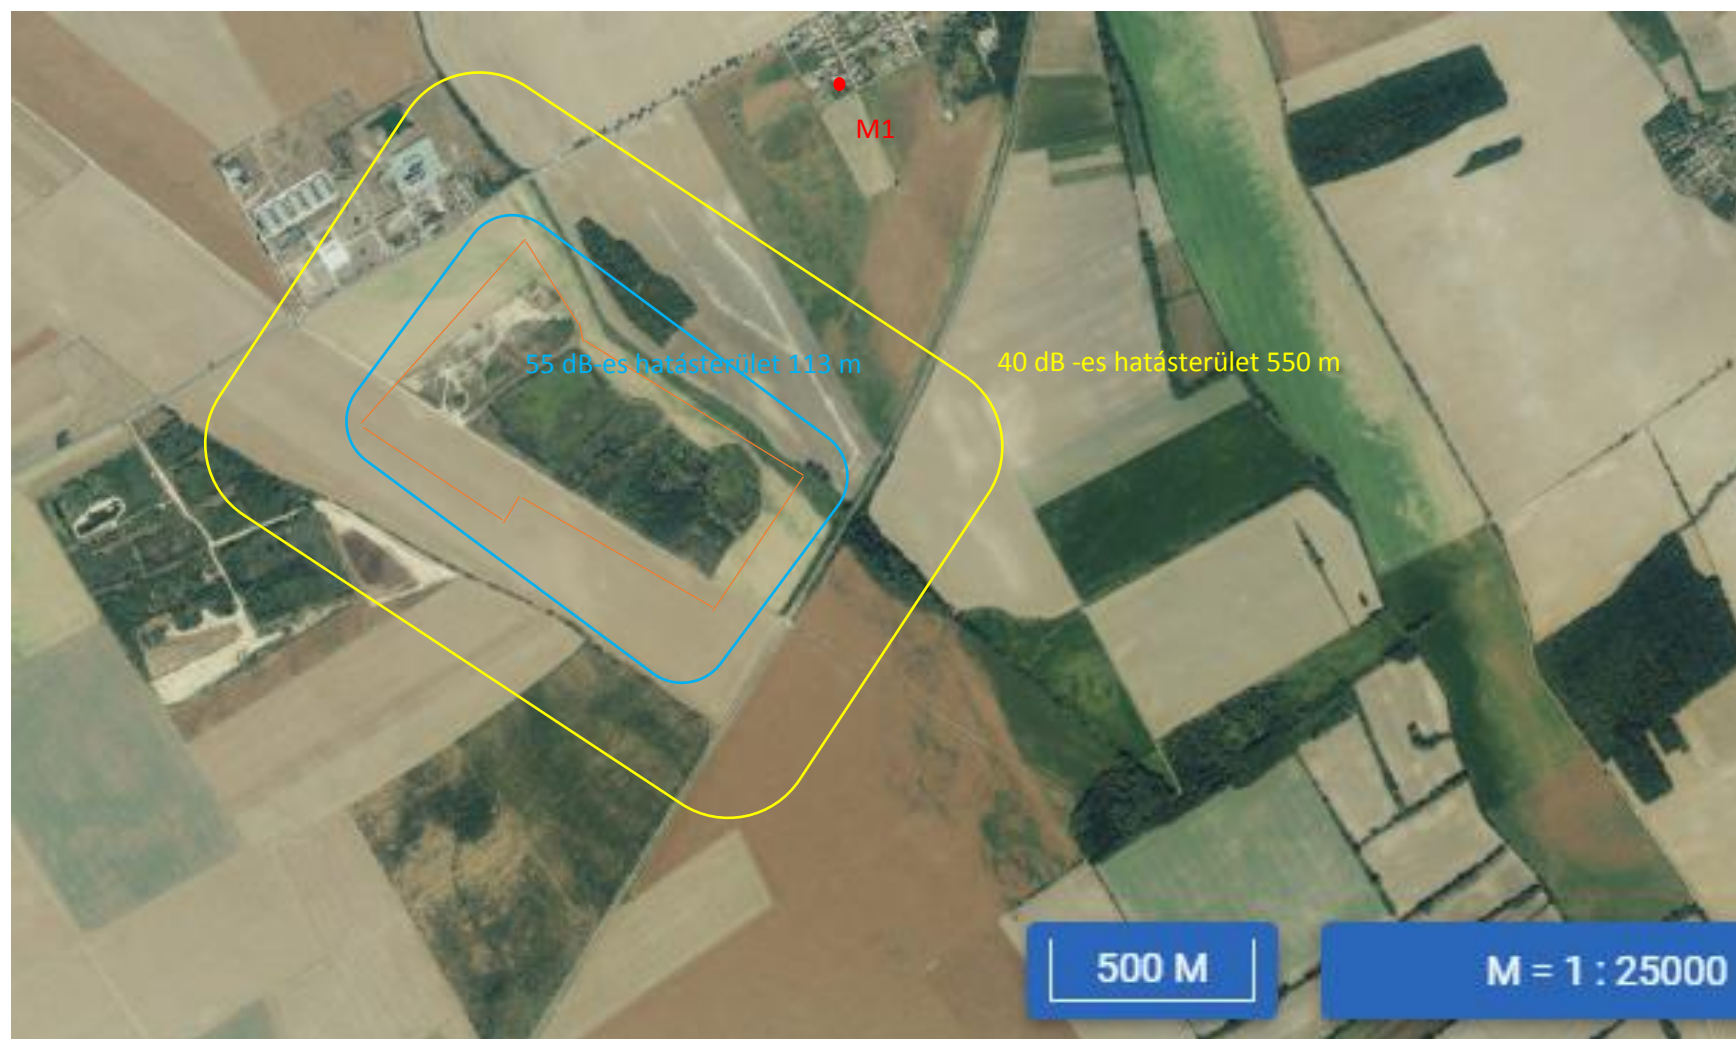 M1
55 dB-es hatásterület 113 m
40 dB -es hatásterület 550 m
500 M
M = 1 : 25000